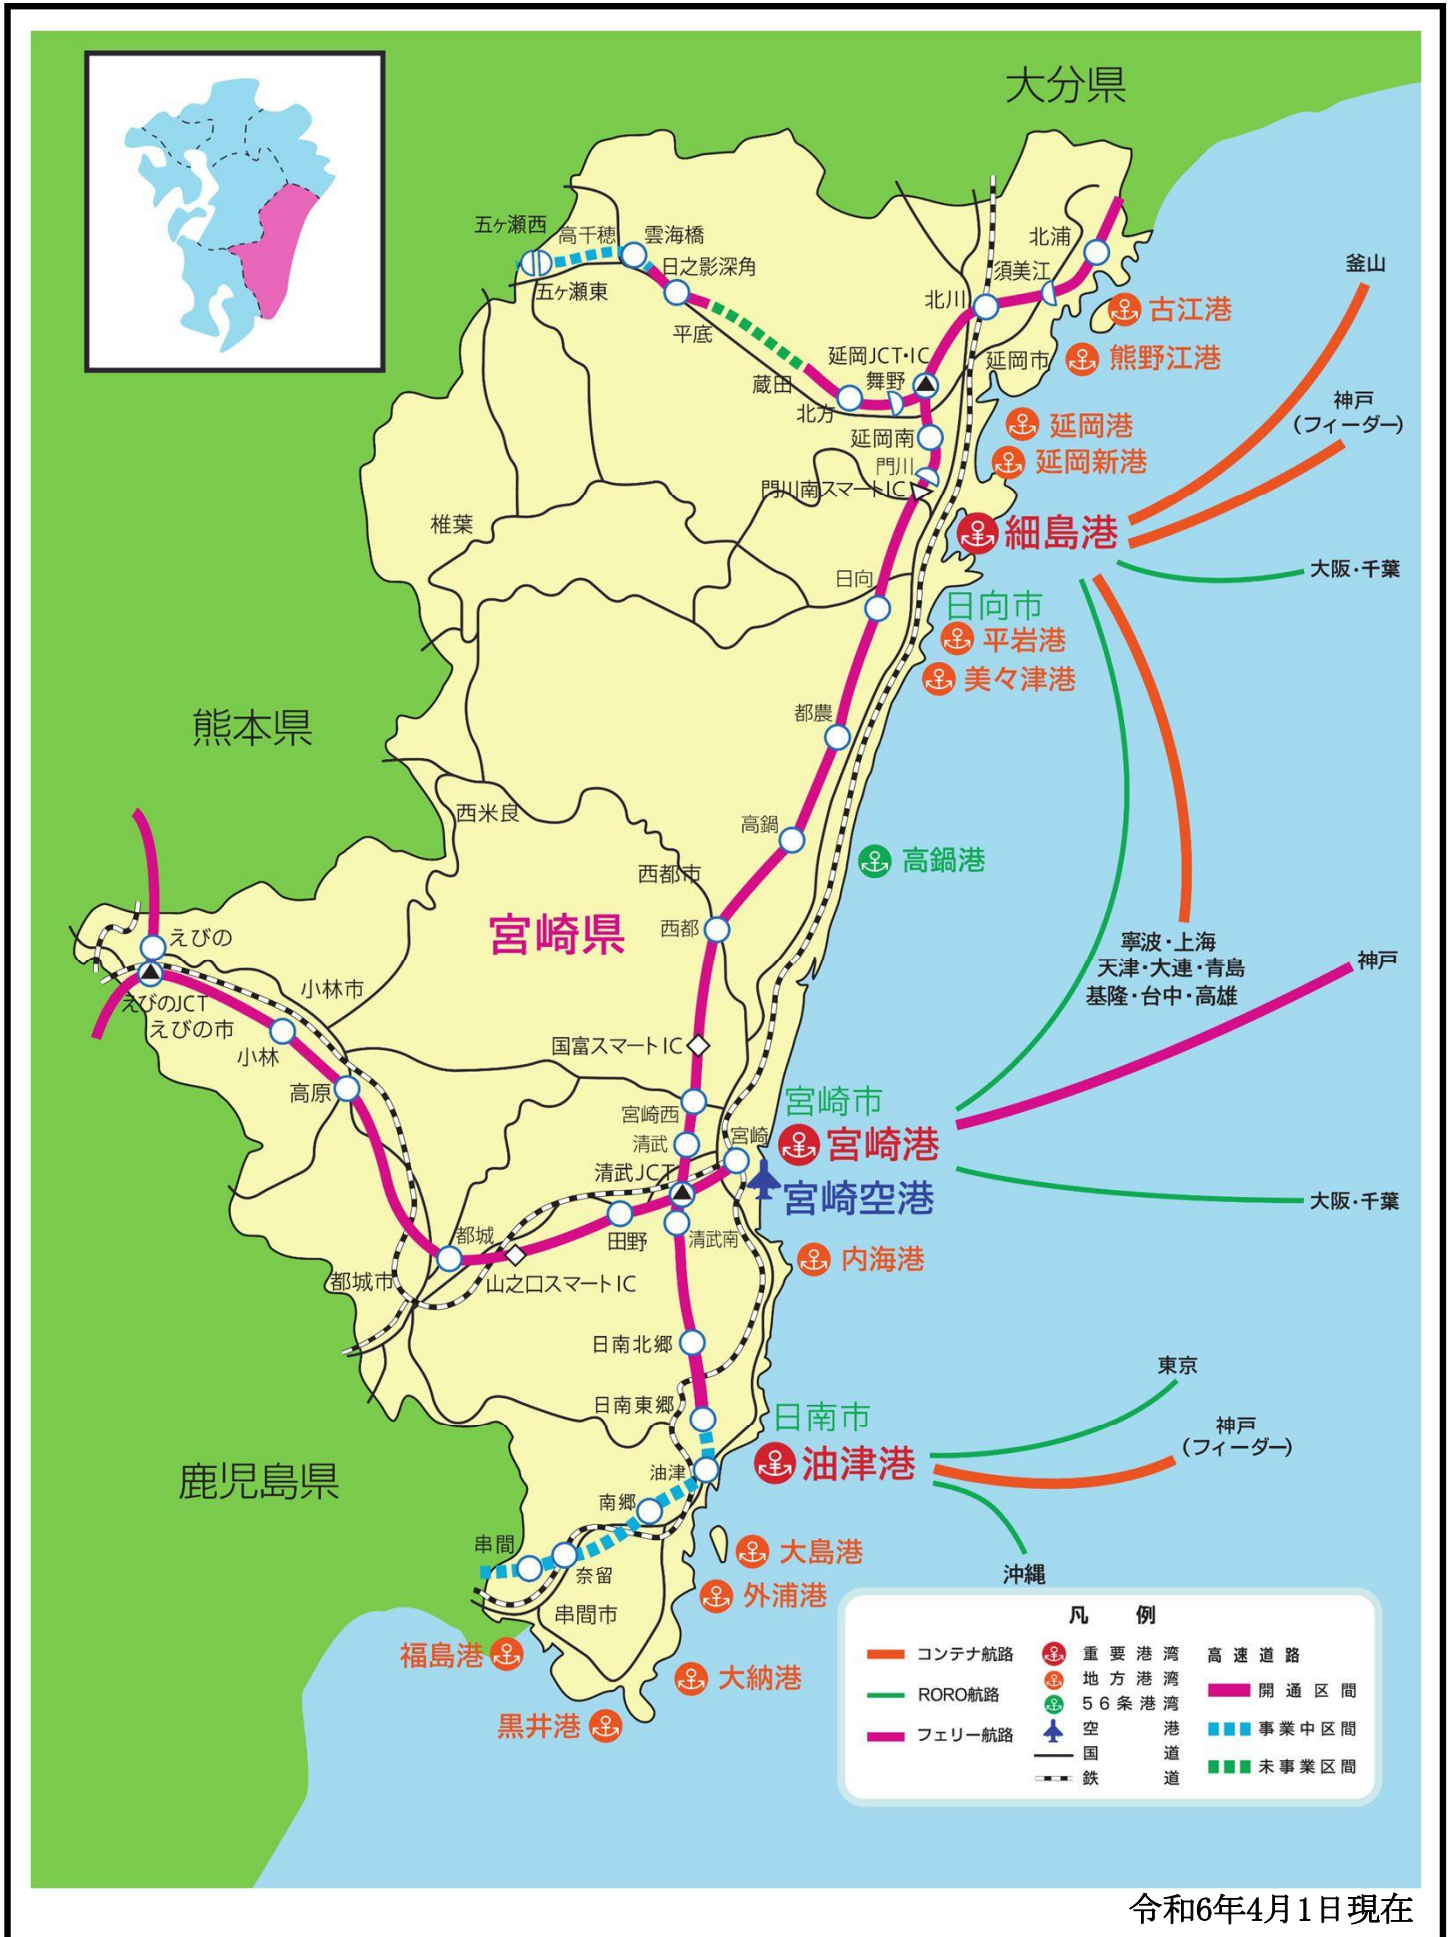 大分県
五ヶ瀬西
高千穂
雲海橋
日之影深角
五ヶ瀬東
平底
蔵田
北方
舞野
延岡JCT・IC
北川
須美江
北浦
延岡市
延岡南
門川
門川南スマートIC
古江港
熊野江港
延岡港
延岡新港
細島港
釜山
神戸
(フィーダー)
大阪・千葉
椎葉
日向
日向市
平岩港
美々津港
都農
熊本県
西米良
高鍋
高鍋港
西都市
西都
宮崎県
寧波・上海
天津・大連・青島
基隆・台中・高雄
神戸
えびの
えびのJCT
えびの市
小林市
小林
高原
国富スマートIC
宮崎西
清武
宮崎
清武JCT
宮崎市
宮崎港
宮崎空港
大阪・千葉
都城
田野
清武南
都城市
山之口スマートIC
内海港
日南北郷
日南東郷
日南市
油津港
東京
神戸
(フィーダー)
沖縄
鹿児島県
油津
南郷
串間
奈留
串間市
大島港
外浦港
福島港
大納港
黒井港
凡例
コンテナ航路
RORO航路
フェリー航路
重要港湾
地方港湾
56条港湾
空港
国道
鉄道
高速道路
開通区間
事業中区間
未事業区間
令和6年4月1日現在